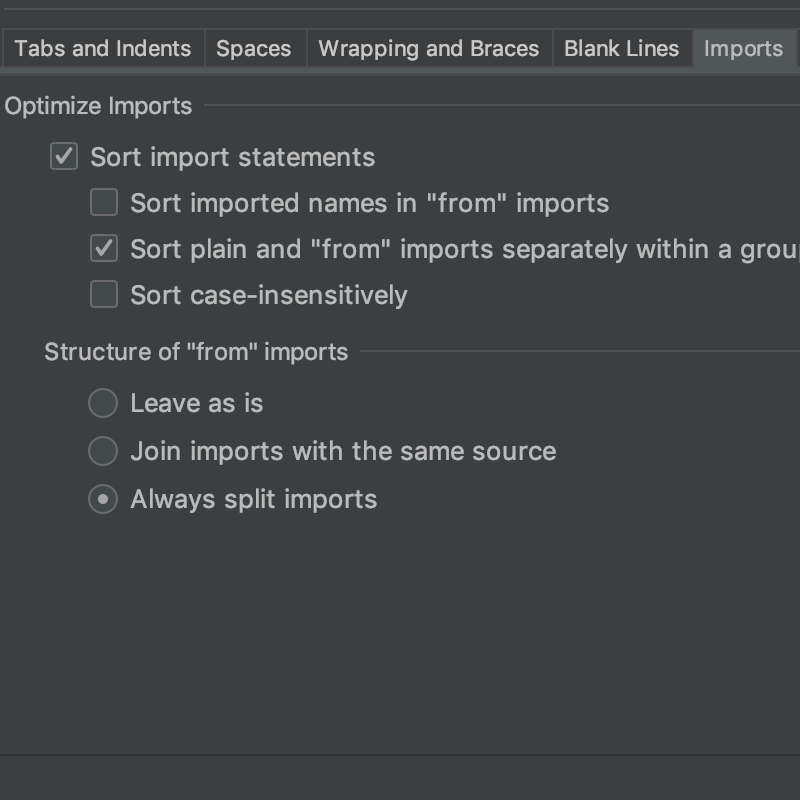 Tabs and Indents Spaces Wrapping and Braces Blank Lines Imports
Optimize Imports
Sort import statements
Sort imported names in "from" imports
Sort plain and "from" imports separately within a
Sort case-insensitively
Structure of "from" imports
Leave as is
Join imports with the same source
Always split imports